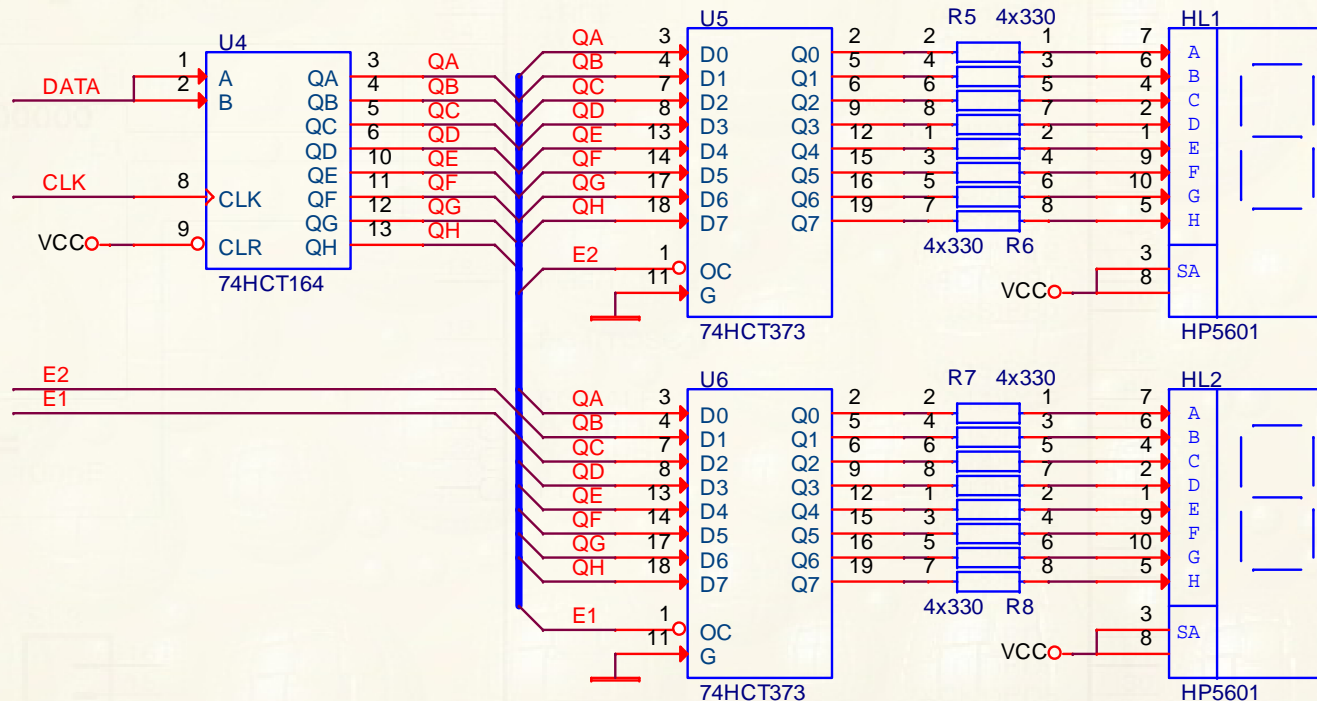 U4
1 A QA 3 QA
2 B QB 4 QB
DATA
QC 5 QC
QD 6 QD
QE 10 QE
CLK 8 CLK QF 11 QF
QG 12 QG
VCC 9 CLR QH 13 QH
74HCT164
U5 R5 4x330 HL1
QA 3 D0 Q0 2 2 1 7 A
QB 4 D1 Q1 5 4 3 6 B
QC 7 D2 Q2 6 6 5 4 C
QD 8 D3 Q3 9 8 7 2 D
QE 13 D4 Q4 12 1 2 1 E
QF 14 D5 Q5 15 3 4 9 F
QG 17 D6 Q6 16 5 6 10 G
QH 18 D7 Q7 19 7 8 5 H
4x330 R6
E2 1 OC 3 SA
11 G VCC 8
74HCT373 HP5601
E2
E1
U6 R7 4x330 HL2
QA 3 D0 Q0 2 2 1 7 A
QB 4 D1 Q1 5 4 3 6 B
QC 7 D2 Q2 6 6 5 4 C
QD 8 D3 Q3 9 8 7 2 D
QE 13 D4 Q4 12 1 2 1 E
QF 14 D5 Q5 15 3 4 9 F
QG 17 D6 Q6 16 5 6 10 G
QH 18 D7 Q7 19 7 8 5 H
4x330 R8
E1 1 OC 3 SA
11 G VCC 8
74HCT373 HP5601